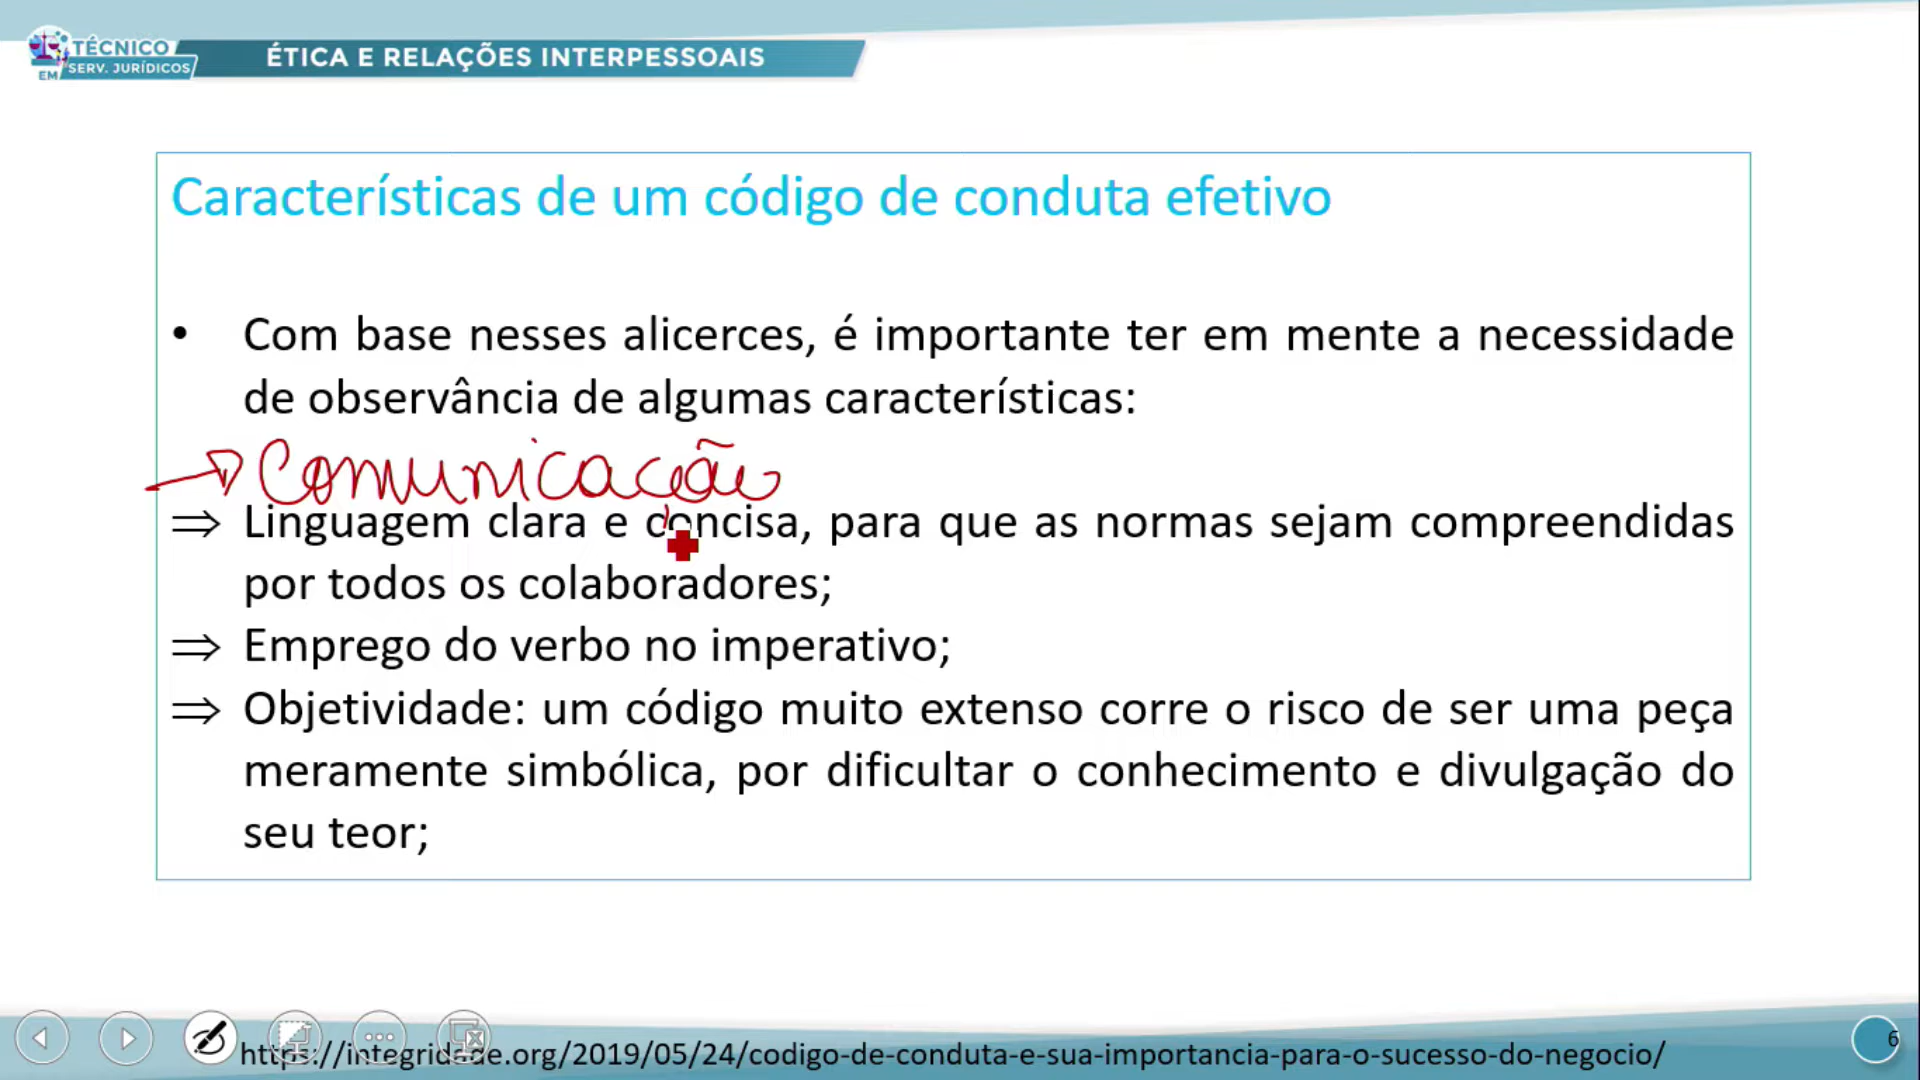 TÉCNICO
EM SERV. JURÍDICOS
ÉTICA E RELAÇÕES INTERPESSOAIS
Características de um código de conduta efetivo
• Com base nesses alicerces, é importante ter em mente a necessidade
de observância de algumas características:
Comunicação
⇒ Linguagem clara e concisa, para que as normas sejam compreendidas
por todos os colaboradores;
⇒ Emprego do verbo no imperativo;
⇒ Objetividade: um código muito extenso corre o risco de ser uma peça
meramente simbólica, por dificultar o conhecimento e divulgação do
seu teor;
https://integridade.org/2019/05/24/codigo-de-conduta-e-sua-importancia-para-o-sucesso-do-negocio/
6